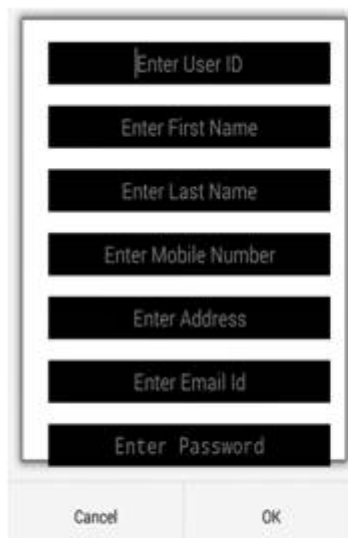 Enter User ID
Enter First Name
Enter Last Name
Enter Mobile Number
Enter Address
Enter Email Id
Enter Password
Cancel OK